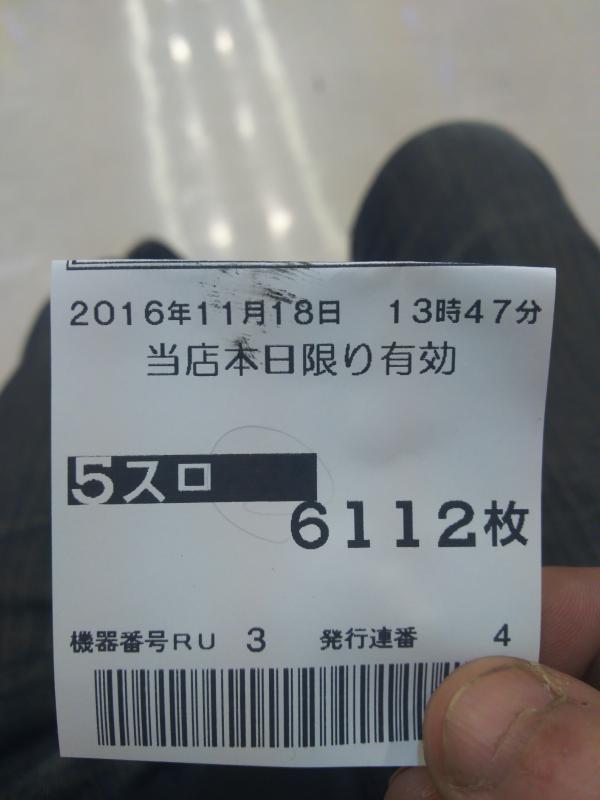 2016年11月18日 13時47分
当店本日限り有効
5スロ
6112枚
機器番号RU 3 発行連番 4